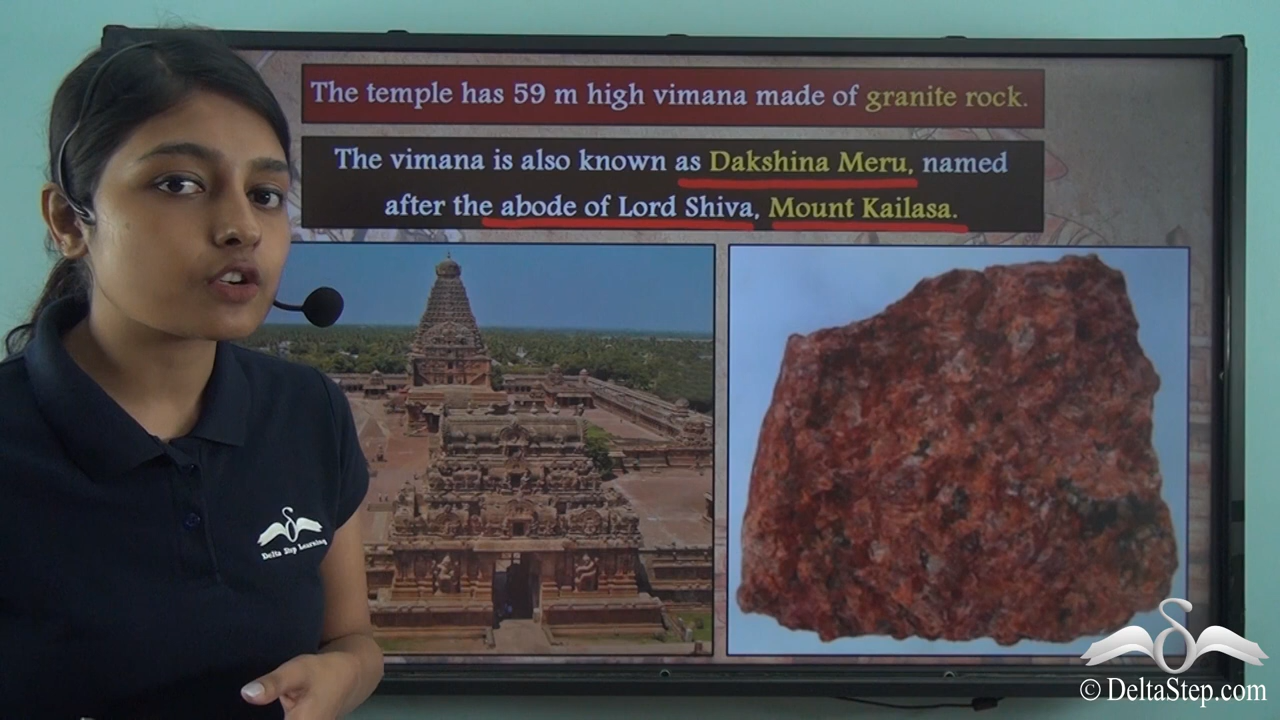 The temple has 59 m high vimana made of granite rock.
The vimana is also known as Dakshina Meru, named
after the abode of Lord Shiva, Mount Kailasa.
Delta Step Learning
© DeltaStep.com